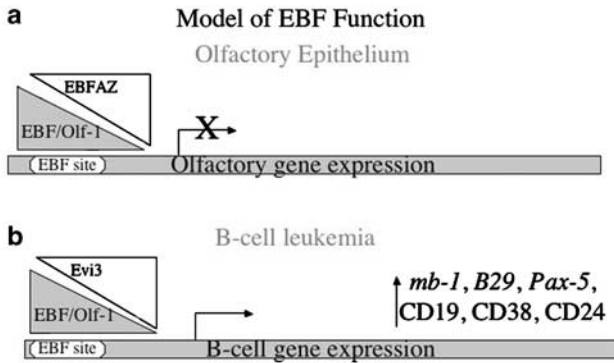 a
Model of EBF Function
Olfactory Epithelium
EBFAZ
EBF/Olf-1
X
(EBF site)
Olfactory gene expression
b
B-cell leukemia
Evi3
EBF/Olf-1
mb-1, B29, Pax-5,
CD19, CD38, CD24
(EBF site)
B-cell gene expression